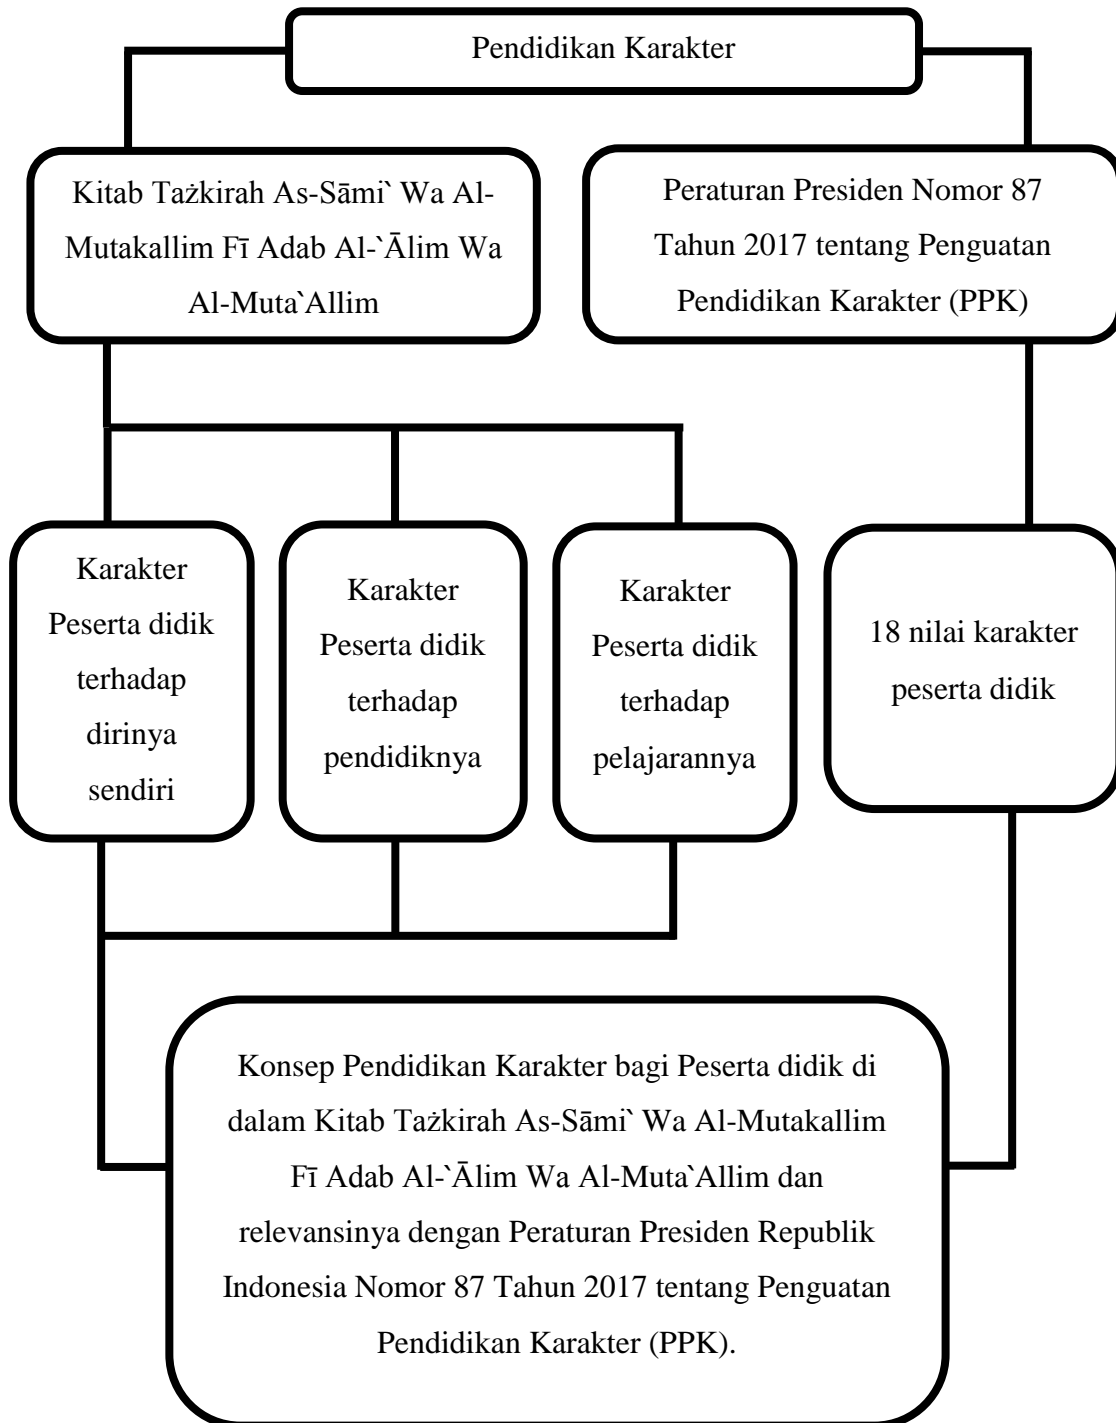 Pendidikan Karakter
Kitab Tażkirah As-Sāmi` Wa Al-
Mutakallim Fī Adab Al-`Ālim Wa
Al-Muta`Allim
Peraturan Presiden Nomor 87
Tahun 2017 tentang Penguatan
Pendidikan Karakter (PPK)
Karakter
Peserta didik
terhadap
dirinya
sendiri
Karakter
Peserta didik
terhadap
pendidiknya
Karakter
Peserta didik
terhadap
pelajarannya
18 nilai karakter
peserta didik
Konsep Pendidikan Karakter bagi Peserta didik di
dalam Kitab Tażkirah As-Sāmi` Wa Al-Mutakallim
Fī Adab Al-`Ālim Wa Al-Muta`Allim dan
relevansinya dengan Peraturan Presiden Republik
Indonesia Nomor 87 Tahun 2017 tentang Penguatan
Pendidikan Karakter (PPK).